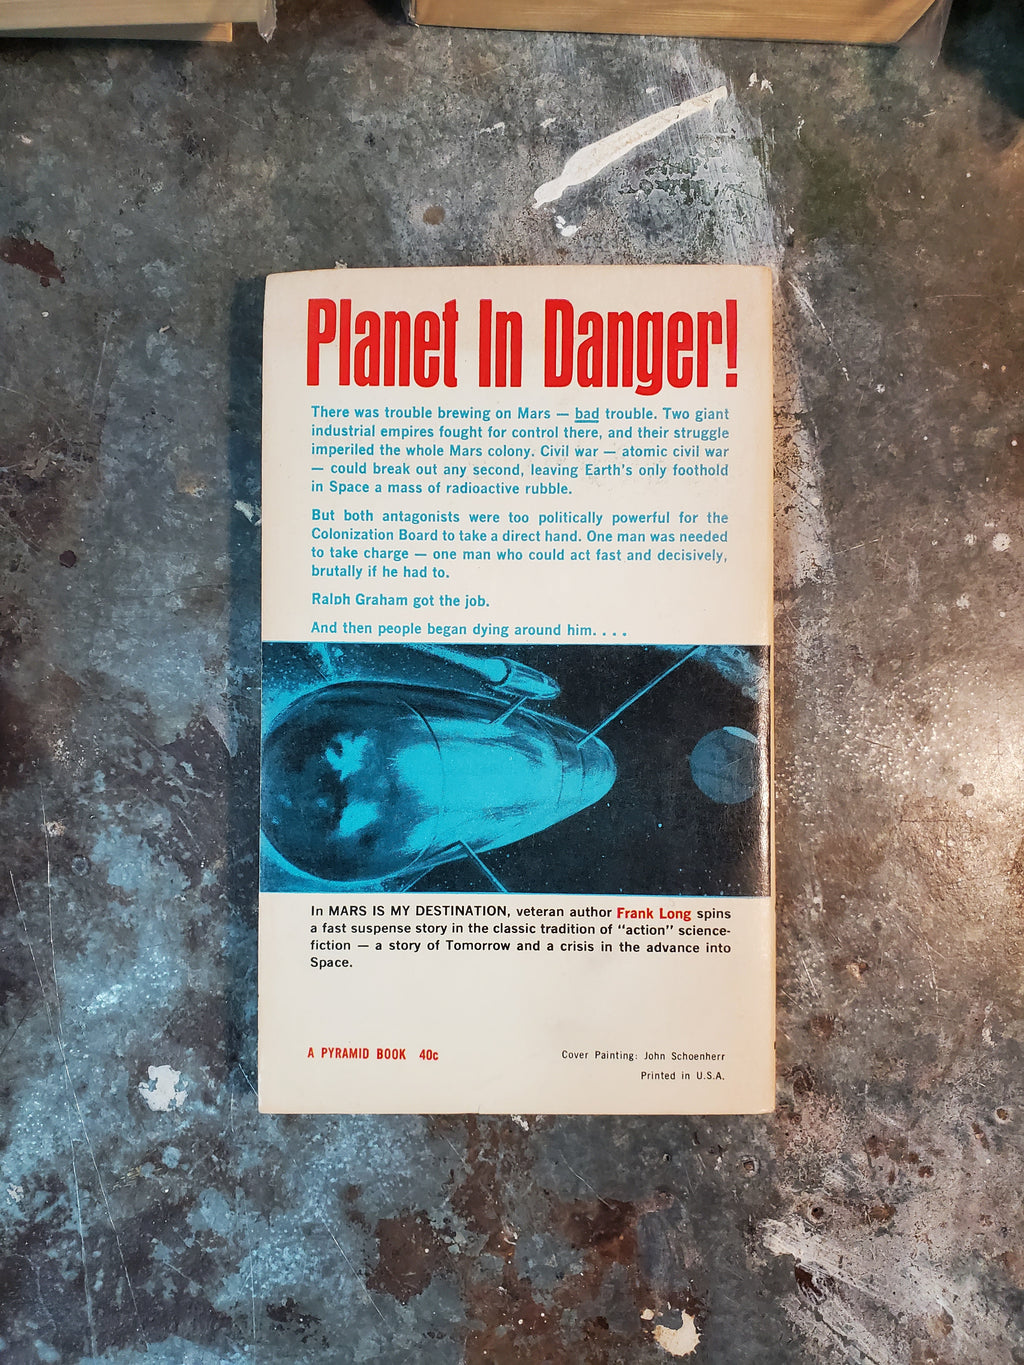 Planet In Danger!
There was trouble brewing on Mars — bad trouble. Two giant
industrial empires fought for control there, and their struggle
imperiled the whole Mars colony. Civil war — atomic civil war
— could break out any second, leaving Earth's only foothold
in Space a mass of radioactive rubble.
But both antagonists were too politically powerful for the
Colonization Board to take a direct hand. One man was needed
to take charge — one man who could act fast and decisively,
brutally if he had to.
Ralph Graham got the job.
And then people began dying around him. . . .
In MARS IS MY DESTINATION, veteran author Frank Long spins
a fast suspense story in the classic tradition of “action” science-
fiction — a story of Tomorrow and a crisis in the advance into
Space.
A PYRAMID BOOK 40c
Cover Painting: John Schoenherr
Printed in U.S.A.